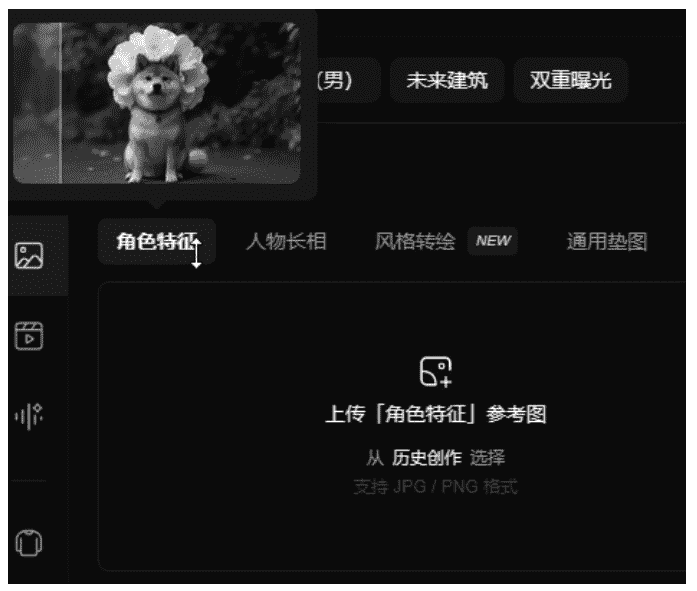 (男) 未来建筑 双重曝光
角色特征 人物长相 风格转绘 NEW 通用垫图
上传「角色特征」参考图
从 历史创作 选择
支持 JPG / PNG 格式